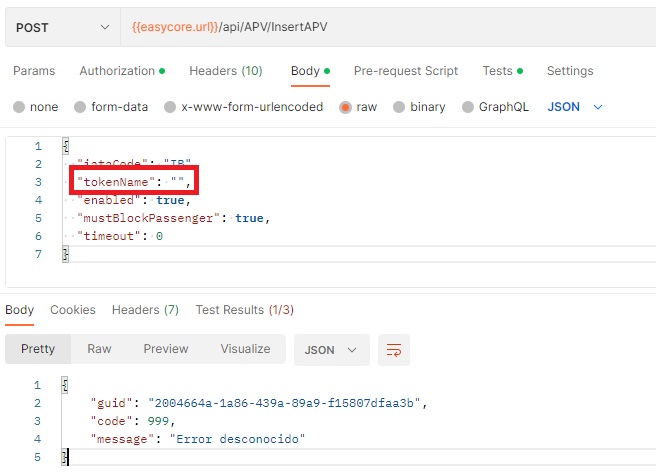 POST {{easycore.url}}/api/APV/InsertAPV
Params Authorization Headers (10) Body Pre-request Script Tests Settings
none form-data x-www-form-urlencoded raw binary GraphQL JSON
1 {
2 "iataCode": "IB"
3 "tokenName": "",
4 "enabled": true,
5 "mustBlockPassenger": true,
6 "timeout": 0
7 }
Body Cookies Headers (7) Test Results (1/3)
Pretty Raw Preview Visualize JSON
1 {
2 "guid": "2004664a-1a86-439a-89a9-f15807dfaa3b",
3 "code": 999,
4 "message": "Error desconocido"
5 }